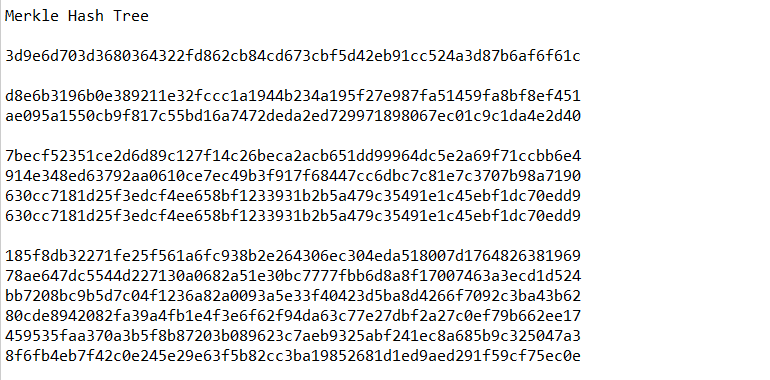 Merkle Hash Tree
3d9e6d703d3680364322fd862cb84cd673cbf5d42eb91cc524a3d87b6af6f61c
d8e6b3196b0e389211e32fccc1a1944b234a195f27e987fa51459fa8bf8ef451
ae095a1550cb9f817c55bd16a7472deda2ed729971898067ec01c9c1da4e2d40
7becf52351ce2d6d89c127f14c26beca2acb651dd99964dc5e2a69f71ccbb6e4
914e348ed63792aa0610ce7ec49b3f917f68447cc6dbc7c81e7c3707b98a7190
630cc7181d25f3edcf4ee658bf1233931b2b5a479c35491e1c45ebf1dc70edd9
630cc7181d25f3edcf4ee658bf1233931b2b5a479c35491e1c45ebf1dc70edd9
185f8db32271fe25f561a6fc938b2e264306ec304eda518007d1764826381969
78ae647dc5544d227130a0682a51e30bc7777fbb6d8a8f17007463a3ecd1d524
bb7208bc9b5d7c04f1236a82a0093a5e33f40423d5ba8d4266f7092c3ba43b62
80cde8942082fa39a4fb1e4f3e6f62f94da63c77e27dbf2a27c0ef79b662ee17
459535faa370a3b5f8b87203b089623c7aeb9325abf241ec8a685b9c325047a3
8f6fb4eb7f42c0e245e29e63f5b82cc3ba19852681d1ed9aed291f59cf75ec0e